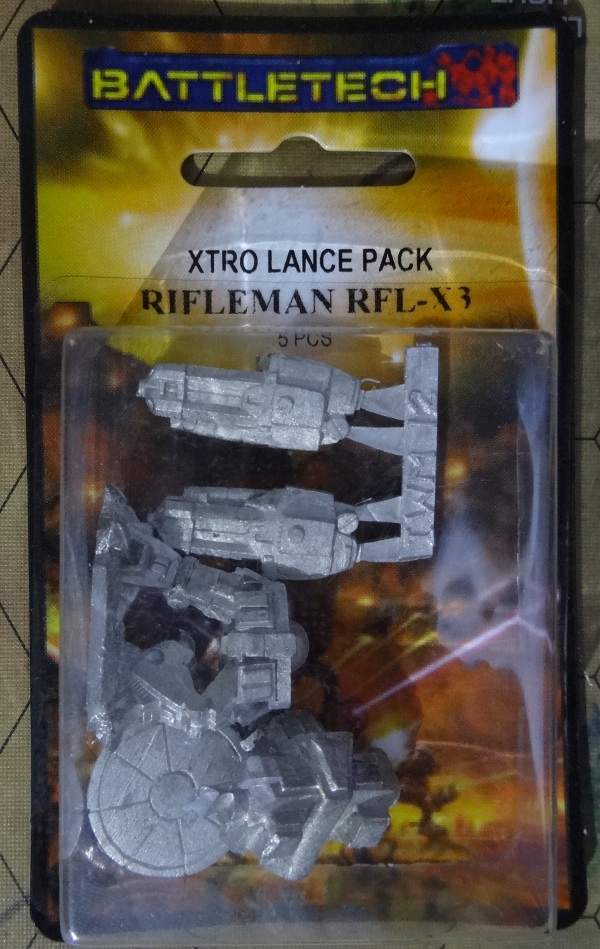 BATTLETECH
XTRO LANCE PACK
RIFLEMAN RFL-X3
5 PCS